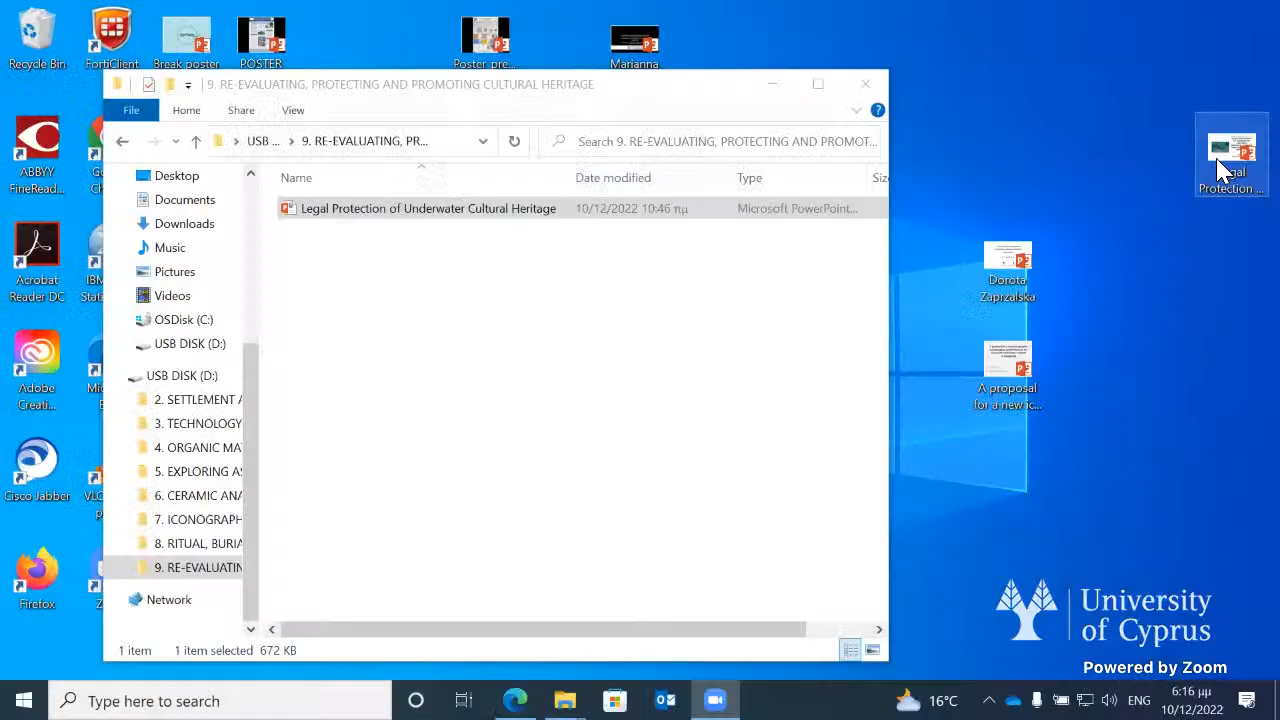 Recycle Bin
FortiClient
Break poster
POSTER
Poster_pre...
Marianna
9. RE-EVALUATING, PROTECTING AND PROMOTING CULTURAL HERITAGE
File
Home
Share
View
USB ...
9. RE-EVALUATING, PR...
Search 9. RE-EVALUATING, PROTECTING AND PROMOT...
Name
Date modified
Type
Siz
Legal Protection of Underwater Cultural Heritage
10/12/2022 10:46 πμ
Microsoft PowerPoint...
Desktop
Documents
Downloads
Music
Pictures
Videos
OSDisk (C:)
USB DISK (D:)
USB DISK (D:)
2. SETTLEMENT A
3. TECHNOLOGY
4. ORGANIC MA
5. EXPLORING AS
6. CERAMIC ANA
7. ICONOGRAPH
8. RITUAL, BURIA
9. RE-EVALUATIN
Network
1 item
1 item selected
672 KB
ABBYY
FineRead...
Acrobat
Reader DC
Adobe
Creati...
Cisco Jabber
Firefox
Protection ...
Dorota
Zaprzalska
A proposal
for a new ic...
University
of Cyprus
Powered by Zoom
Type here to search
16°C
ENG
6:16 μμ
10/12/2022